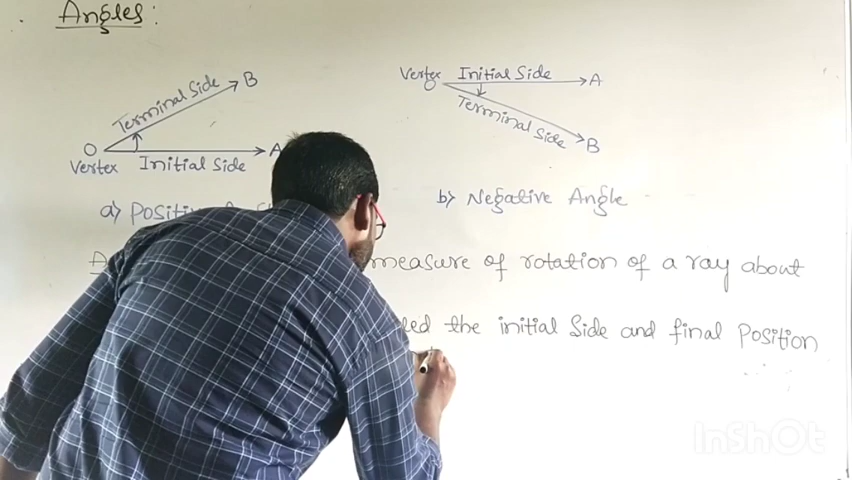 Angles :
Terminal Side
B
O
A
Vertex Initial Side
Vertex Initial Side A
O
Terminal Side
B
a) Positive
b) Negative Angle
measure of rotation of a ray about
the initial Side and final Position
InShOt